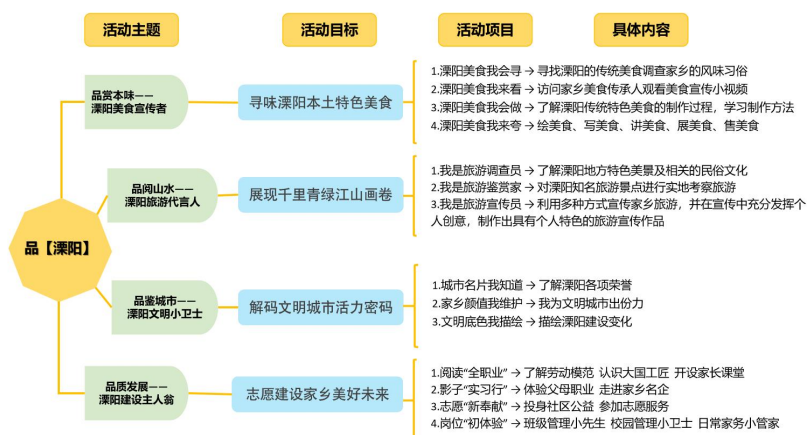 活动主题
活动目标
活动项目
具体内容
品【溧阳】
品赏本味——
溧阳美食宣传者
寻味溧阳本土特色美食
1.溧阳美食我会寻 → 寻找溧阳的传统美食调查家乡的风味习俗
2.溧阳美食我来看 → 访问家乡美食传承人观看美食宣传小视频
3.溧阳美食我会做 → 了解溧阳传统特色美食的制作过程，学习制作方法
4.溧阳美食我来夸 → 绘美食、写美食、讲美食、展美食、售美食
品阅山水——
溧阳旅游代言人
展现千里青绿江山画卷
1.我是旅游调查员 → 了解溧阳地方特色美景及相关的民俗文化
2.我是旅游鉴赏家 → 对溧阳知名旅游景点进行实地考察旅游
3.我是旅游宣传员 → 利用多种方式宣传家乡旅游，并在宣传中充分发挥个
人创意，制作出具有个人特色的旅游宣传作品
品鉴城市——
溧阳文明小卫士
解码文明城市活力密码
1.城市名片我知道 → 了解溧阳各项荣誉
2.家乡颜值我维护 → 我为文明城市出份力
3.文明底色我描绘 → 描绘溧阳建设变化
品质发展——
溧阳建设主人翁
志愿建设家乡美好未来
1.阅读“全职业” → 了解劳动模范 认识大国工匠 开设家长课堂
2.影子“实习行” → 体验父母职业 走进家乡名企
3.志愿“新奉献” → 投身社区公益 参加志愿服务
4.岗位“初体验” → 班级管理小先生 校园管理小卫士 日常家务小管家